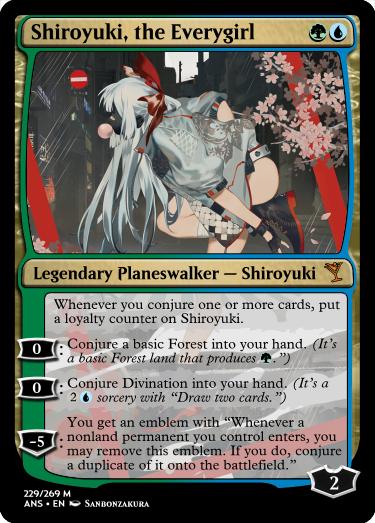 Shiroyuki, the Everygirl
Legendary Planeswalker — Shiroyuki
Whenever you conjure one or more cards, put
a loyalty counter on Shiroyuki.
0: Conjure a basic Forest into your hand. (It's
a basic Forest land that produces G.”)
0: Conjure Divination into your hand. (It's a
2 U sorcery with “Draw two cards.”)
-5: You get an emblem with “Whenever a
nonland permanent you control enters, you
may remove this emblem. If you do, conjure
a duplicate of it onto the battlefield.”
2
229/269 M
ANS • EN Sanbonzakura